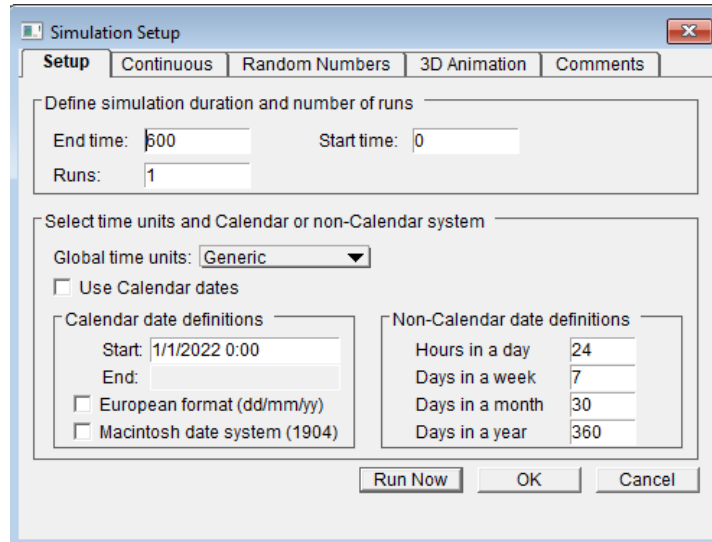 Simulation Setup
Setup Continuous Random Numbers 3D Animation Comments
Define simulation duration and number of runs
End time: 600 Start time: 0
Runs: 1
Select time units and Calendar or non-Calendar system
Global time units: Generic
Use Calendar dates
Calendar date definitions
Start: 1/1/2022 0:00
End:
European format (dd/mm/yy)
Macintosh date system (1904)
Non-Calendar date definitions
Hours in a day 24
Days in a week 7
Days in a month 30
Days in a year 360
Run Now OK Cancel